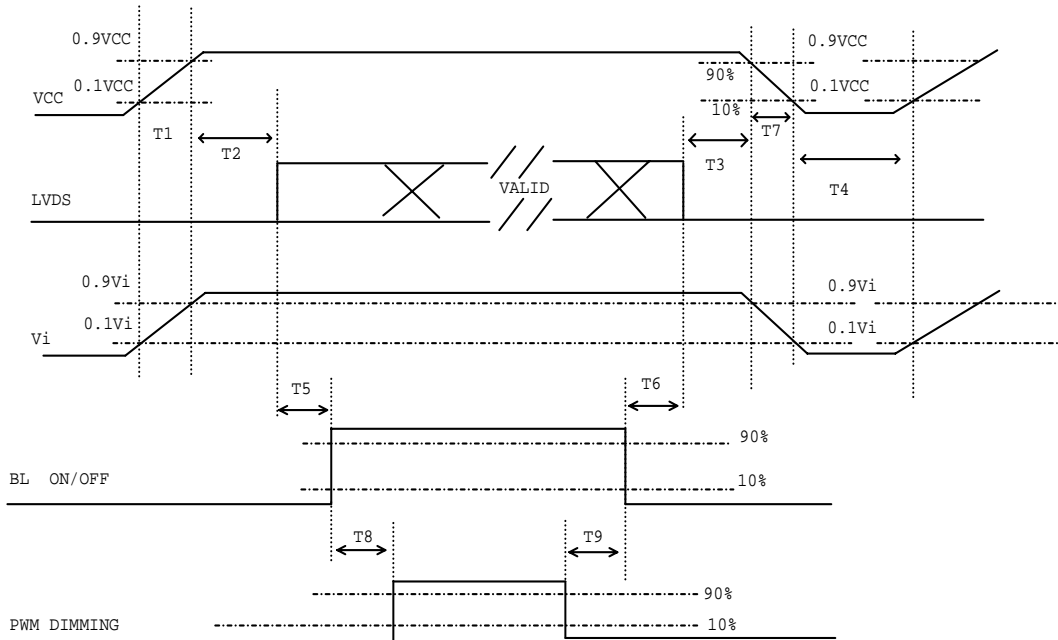 0.9VCC
0.9VCC
90%
0.1VCC
0.1VCC
VCC
10%
T1
T2
T3
T7
T4
LVDS
VALID
0.9Vi
0.9Vi
0.1Vi
0.1Vi
Vi
T5
T6
90%
BL ON/OFF
10%
T8
T9
90%
PWM DIMMING
10%